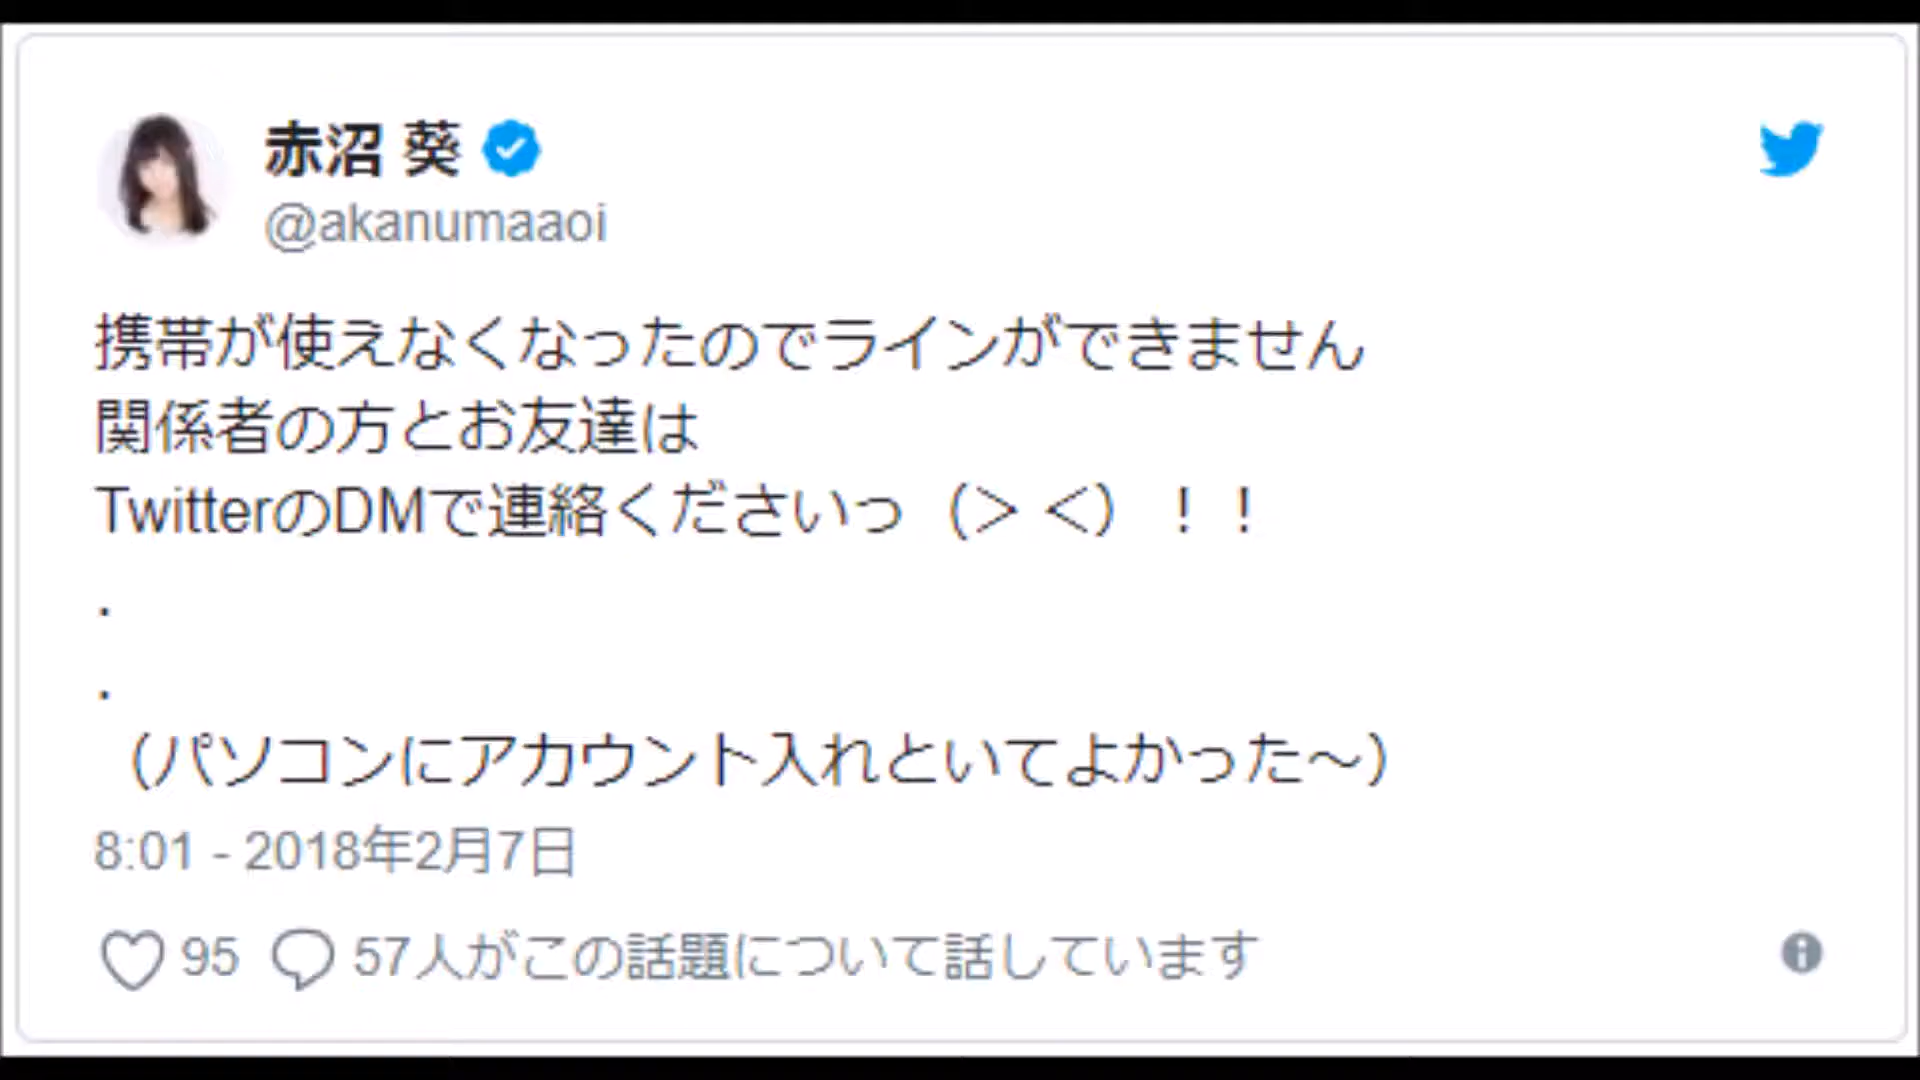 赤沼 葵
@akanumaaoi
携帯が使えなくなったのでラインができません
関係者の方とお友達は
TwitterのDMで連絡くださいっ（＞＜）！！
.
.
（パソコンにアカウント入れといてよかった〜）
8:01 - 2018年2月7日
95 57人がこの話題について話しています